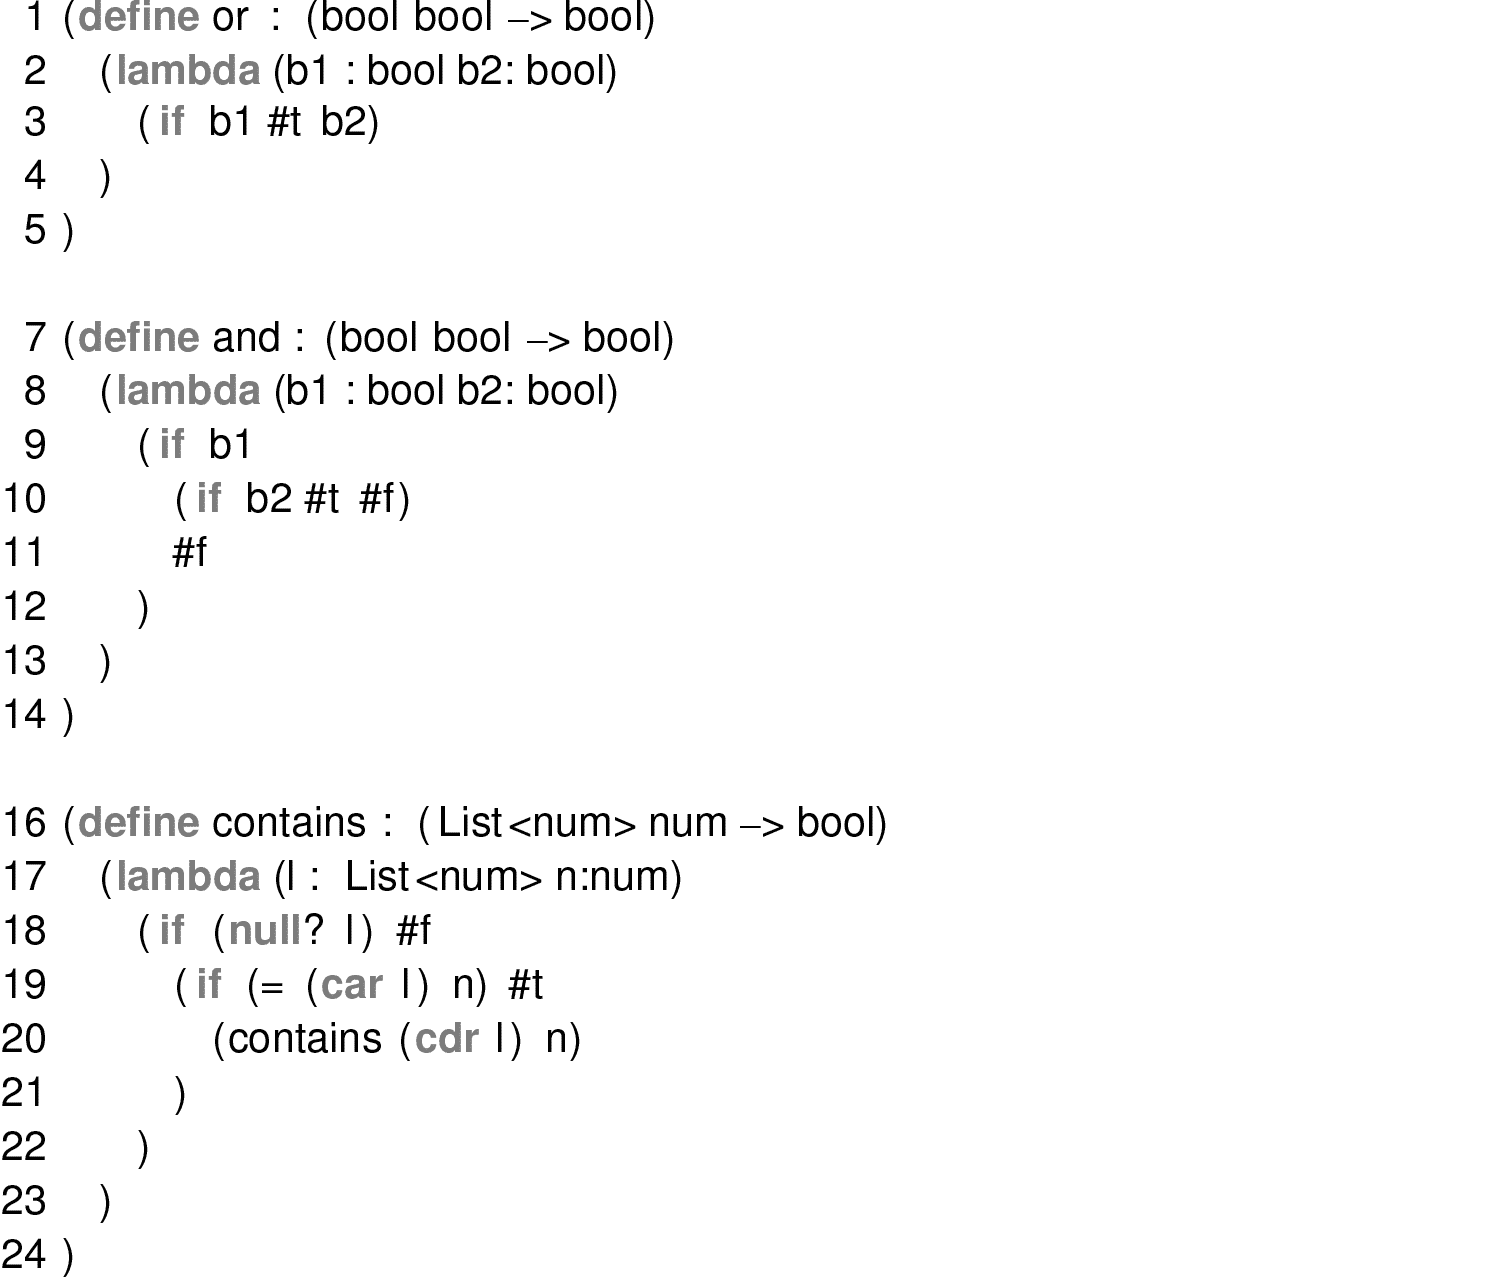 1 (define or : (bool bool –> bool)
2 (lambda (b1 : bool b2: bool)
3 (if b1 #t b2)
4 )
5 )
7 (define and : (bool bool –> bool)
8 (lambda (b1 : bool b2: bool)
9 (if b1
10 (if b2 #t #f)
11 #f
12 )
13 )
14 )
16 (define contains : (List<num> num –> bool)
17 (lambda (l : List<num> n:num)
18 (if (null? l) #f
19 (if (= (car l) n) #t
20 (contains (cdr l) n)
21 )
22 )
23 )
24 )